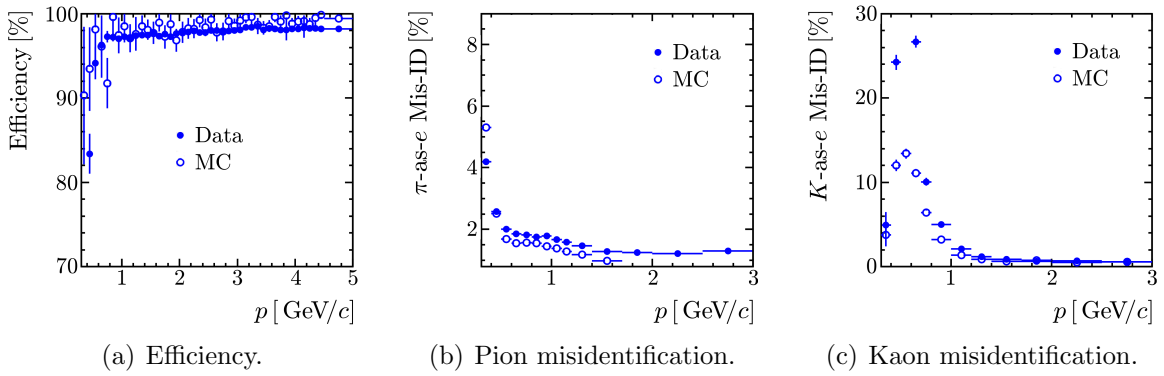 Efficiency [%]
100
90
80
70
Data
MC
1
2
3
4
5
p [GeV/c]
(a) Efficiency.
π-as-e Mis-ID [%]
8
6
4
2
Data
MC
1
2
3
p [GeV/c]
(b) Pion misidentification.
K-as-e Mis-ID [%]
30
20
10
0
Data
MC
1
2
3
p [GeV/c]
(c) Kaon misidentification.